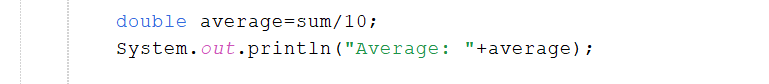 double average=sum/10;
System.out.println("Average: "+average);